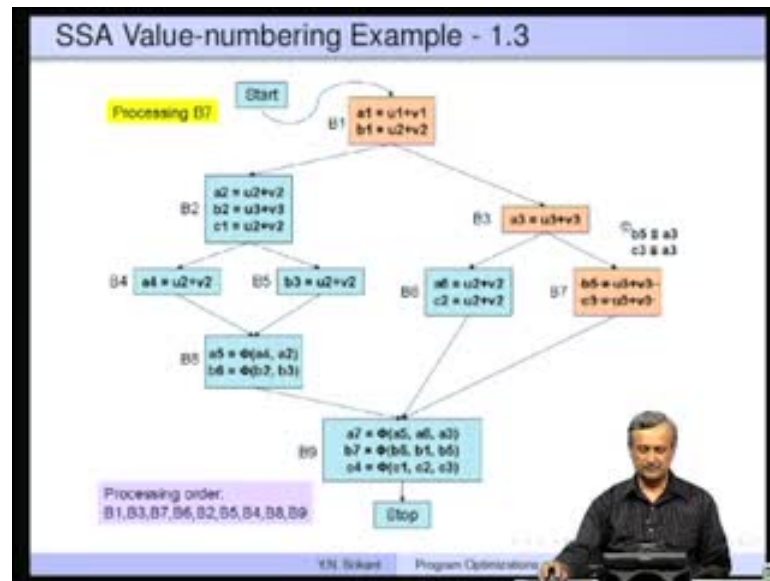 SSA Value-numbering Example - 1.3
Start
Processing B7
B1
a1 = u1+v1
b1 = u2+v2
B2
a2 = u2+v2
b2 = u3+v3
c1 = u2+v2
B3
a3 = u3+v3
b5 ≡ a3
c3 ≡ a3
B4
a4 = u2+v2
B5
b3 = u2+v2
B6
a6 = u2+v2
c2 = u2+v2
B7
b5 = u3+v3
c3 = u3+v3
B8
a5 = Φ(a4, a2)
b6 = Φ(b2, b3)
B9
a7 = Φ(a5, a6, a3)
b7 = Φ(b6, b1, b5)
c4 = Φ(c1, c2, c3)
Processing order:
B1,B3,B7,B6,B2,B5,B4,B8,B9
Stop
Y.N. Srikant
Program Optimizations